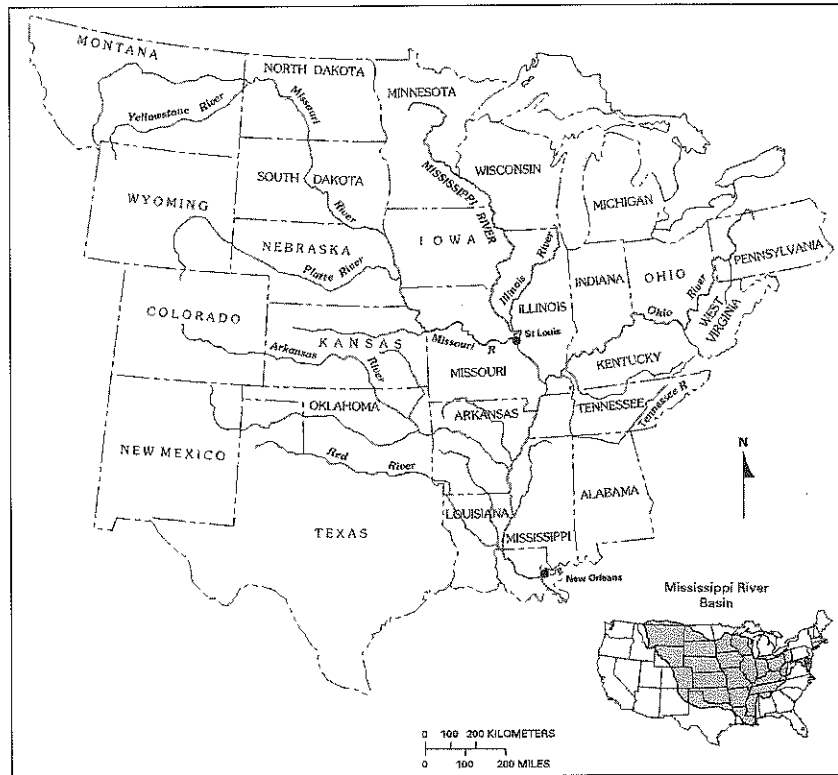 MONTANA
NORTH DAKOTA
MINNESOTA
Yellowstone River
Missouri
River
WISCONSIN
MICHIGAN
SOUTH DAKOTA
MISSISSIPPI RIVER
WYOMING
IOWA
NEBRASKA
Platte River
Illinois River
PENNSYLVANIA
OHIO
INDIANA
ILLINOIS
Ohio
River
WEST VIRGINIA
COLORADO
St Louis
KANSAS
Missouri R
Arkansas
River
KENTUCKY
MISSOURI
OKLAHOMA
ARKANSAS
TENNESSEE
Tennessee R
NEW MEXICO
Red
River
N
ALABAMA
LOUISIANA
TEXAS
MISSISSIPPI
New Orleans
Mississippi River
Basin
0 100 200 KILOMETERS
0 100 200 MILES